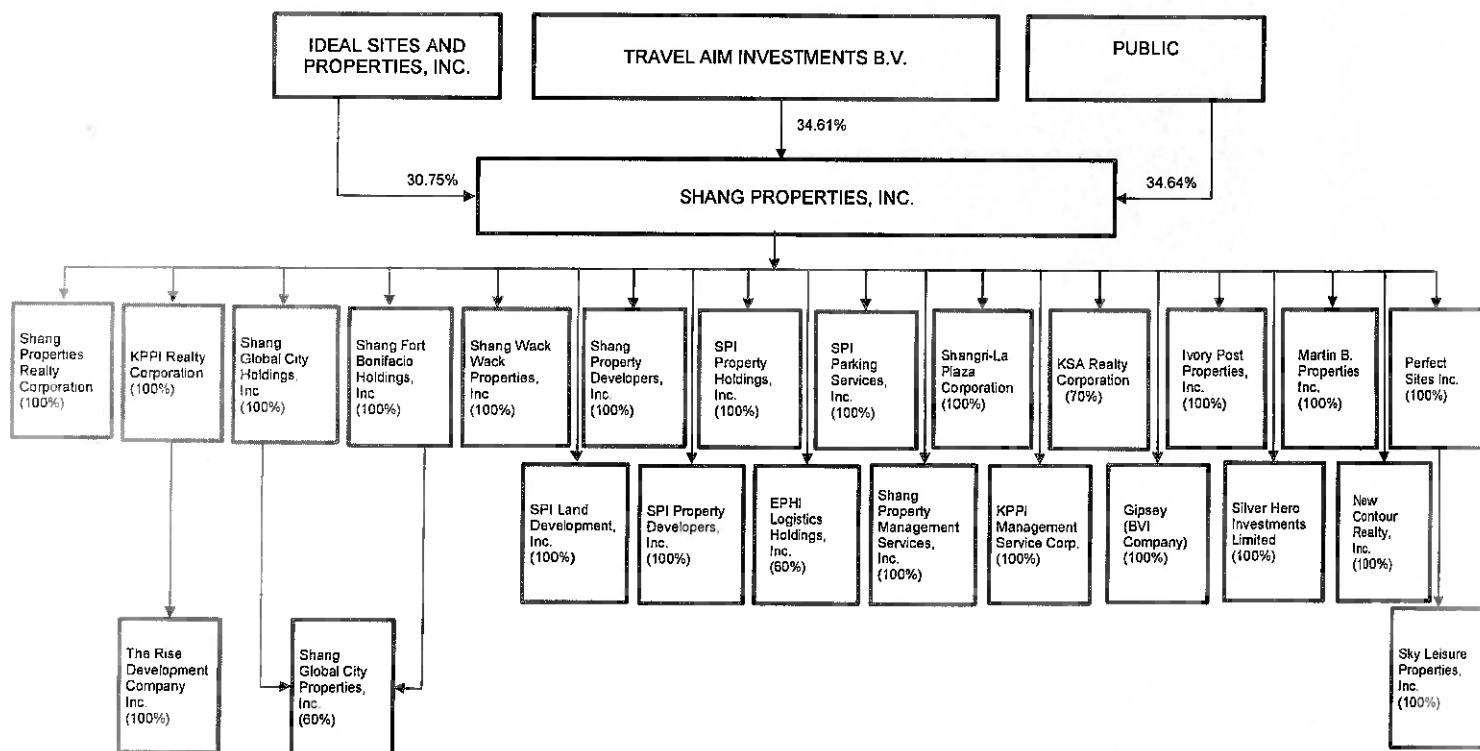 IDEAL SITES AND
PROPERTIES, INC.
TRAVEL AIM INVESTMENTS B.V.
PUBLIC
34.61%
30.75%
34.64%
SHANG PROPERTIES, INC.
Shang
Properties
Realty
Corporation
(100%)
KPPI Realty
Corporation
(100%)
Shang
Global City
Holdings,
Inc
(100%)
Shang Fort
Bonifacio
Holdings,
Inc
(100%)
Shang Wack
Wack
Properties,
Inc
(100%)
Shang
Property
Developers,
Inc.
(100%)
SPI
Property
Holdings,
Inc.
(100%)
SPI
Parking
Services,
Inc.
(100%)
Shangri-La
Plaza
Corporation
(100%)
KSA Realty
Corporation
(70%)
Ivory Post
Properties,
Inc.
(100%)
Martin B.
Properties
Inc.
(100%)
Perfect
Sites Inc.
(100%)
SPI Land
Development,
Inc.
(100%)
SPI Property
Developers,
Inc.
(100%)
EPHI
Logistics
Holdings,
Inc.
(60%)
Shang
Property
Management
Services,
Inc.
(100%)
KPPI
Management
Service Corp.
(100%)
Gipsey
(BVI
Company)
(100%)
Silver Hero
Investments
Limited
(100%)
New
Contour
Realty,
Inc.
(100%)
The Rise
Development
Company
Inc.
(100%)
Shang
Global City
Properties,
Inc.
(60%)
Sky Leisure
Properties,
Inc.
(100%)